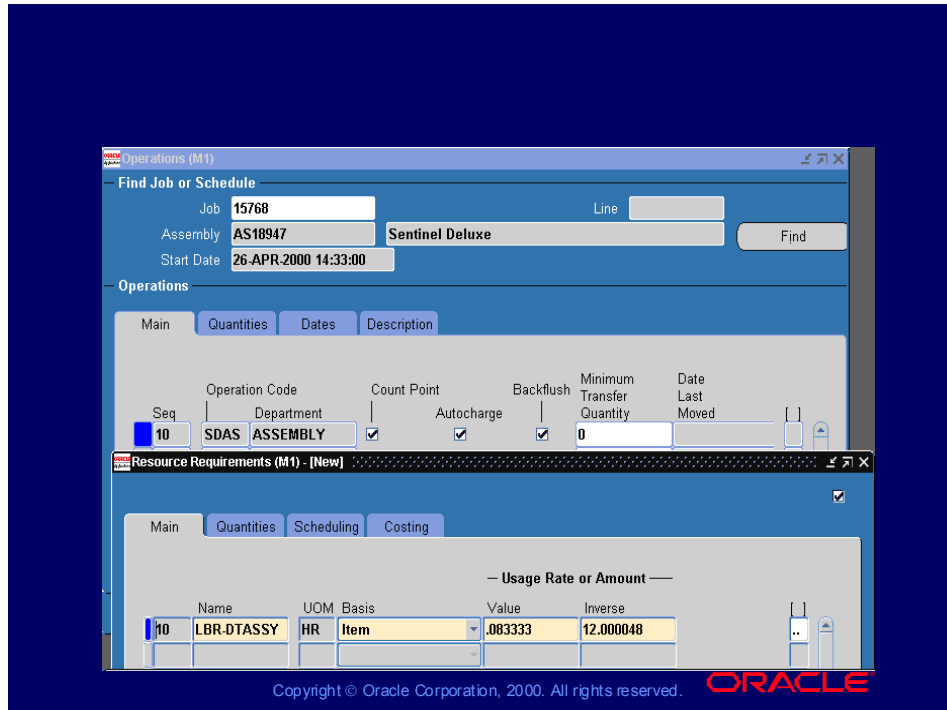 Operations (M1)
Find Job or Schedule
Job 15768 Line
Assembly AS18947 Sentinel Deluxe Find
Start Date 26-APR-2000 14:33:00
Operations
Main Quantities Dates Description
Minimum Date
Operation Code Count Point Backflush Transfer Last
Seq Department Autocharge Quantity Moved [ ]
10 SDAS ASSEMBLY 0
Resource Requirements (M1) - [New]
Main Quantities Scheduling Costing
Usage Rate or Amount
Name UOM Basis Value Inverse [ ]
10 LBR-DTASSY HR Item .083333 12.000048 ..
Copyright © Oracle Corporation, 2000. All rights reserved. ORACLE